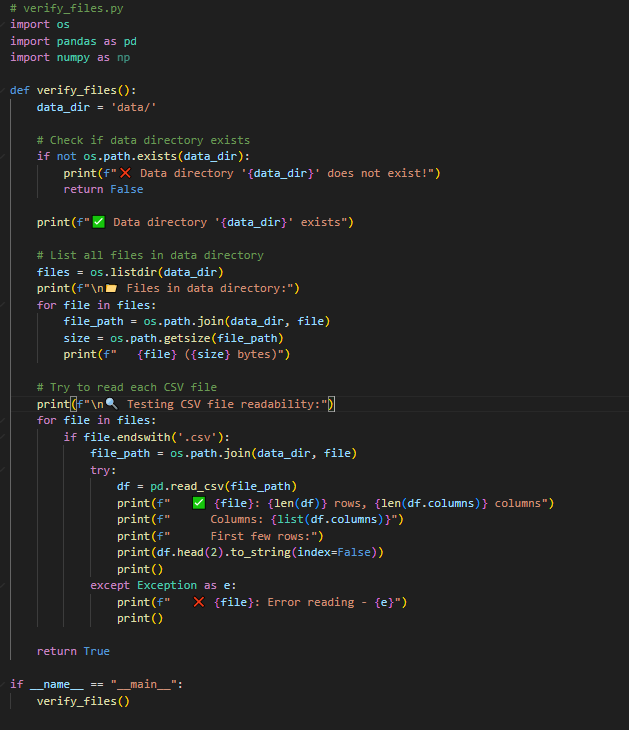 # verify_files.py
import os
import pandas as pd
import numpy as np

def verify_files():
    data_dir = 'data/'

    # Check if data directory exists
    if not os.path.exists(data_dir):
        print(f"❌ Data directory '{data_dir}' does not exist!")
        return False

    print(f"✅ Data directory '{data_dir}' exists")

    # List all files in data directory
    files = os.listdir(data_dir)
    print(f"\n📂 Files in data directory:")
    for file in files:
        file_path = os.path.join(data_dir, file)
        size = os.path.getsize(file_path)
        print(f"   {file} ({size} bytes)")

    # Try to read each CSV file
    print(f"\n🔍 Testing CSV file readability:")
    for file in files:
        if file.endswith('.csv'):
            file_path = os.path.join(data_dir, file)
            try:
                df = pd.read_csv(file_path)
                print(f"   ✅ {file}: {len(df)} rows, {len(df.columns)} columns")
                print(f"      Columns: {list(df.columns)}")
                print(f"      First few rows:")
                print(df.head(2).to_string(index=False))
                print()
            except Exception as e:
                print(f"   ❌ {file}: Error reading - {e}")
                print()

    return True

if __name__ == "__main__":
    verify_files()